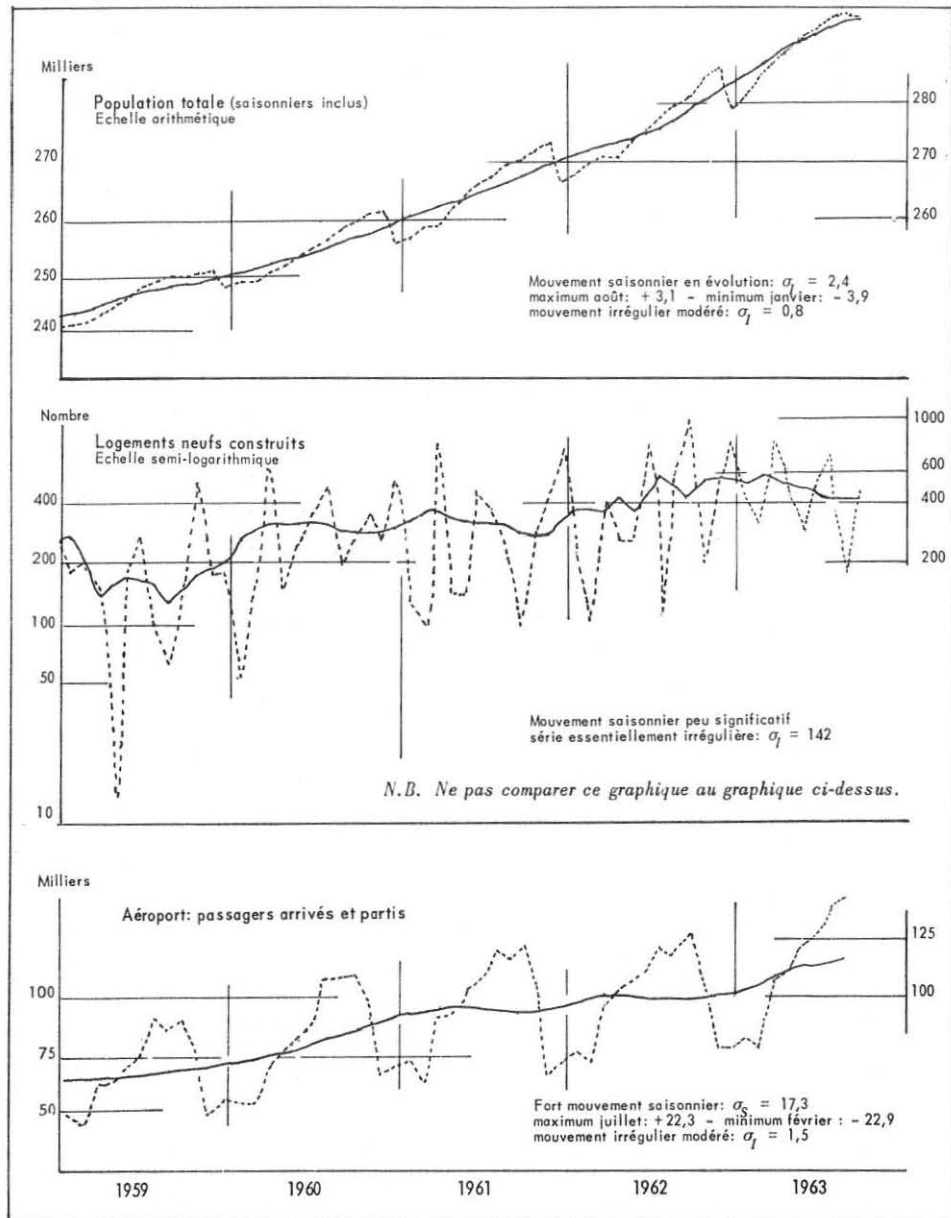 Milliers
Population totale (saisonniers inclus)
Echelle arithmétique
280
270
270
260
260
250
240
Mouvement saisonnier en évolution: σI = 2,4
maximum août: + 3,1 - minimum janvier: - 3,9
mouvement irrégulier modéré: σI = 0,8
Nombre
Logements neufs construits
Echelle semi-logarithmique
1000
600
400
400
200
200
100
50
10
Mouvement saisonnier peu significatif
série essentiellement irrégulière: σI = 142
N.B. Ne pas comparer ce graphique au graphique ci-dessus.
Milliers
Aéroport: passagers arrivés et partis
125
100
100
75
50
Fort mouvement saisonnier: σS = 17,3
maximum juillet: +22,3 - minimum février : - 22,9
mouvement irrégulier modéré: σI = 1,5
1959 1960 1961 1962 1963